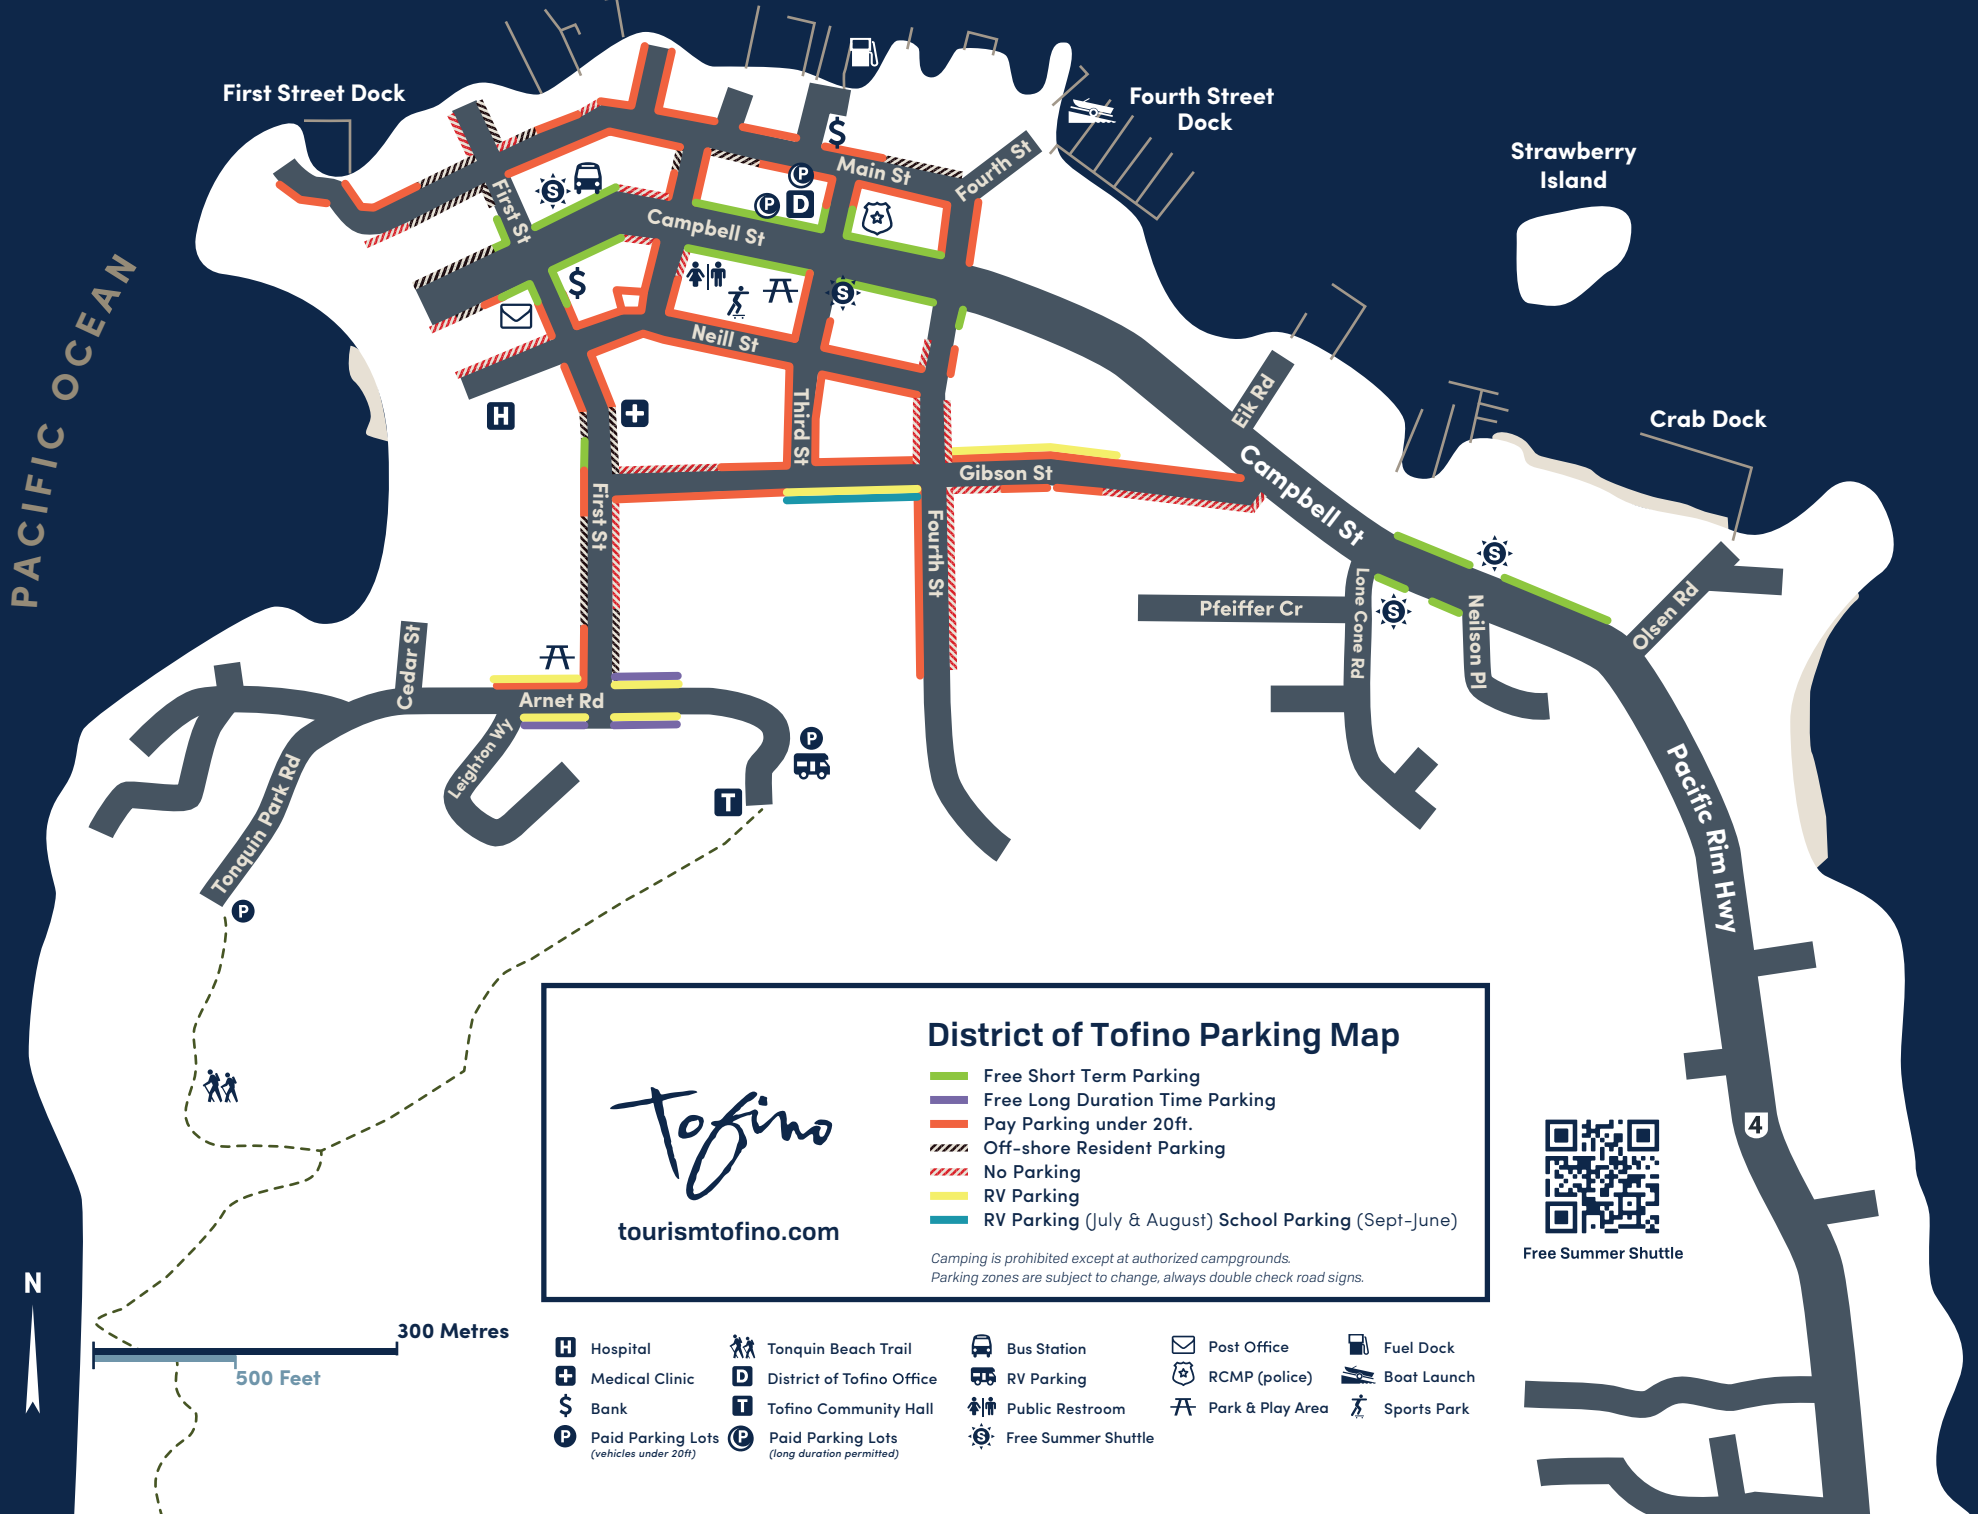 First Street Dock
Fourth Street
Dock
Strawberry
Island
Crab Dock
PACIFIC OCEAN
$
Main St
Fourth St
P
P
D
S
First St
Campbell St
$
S
Neill St
Third St
H
Eik Rd
Gibson St
Campbell St
First St
Fourth St
S
S
Pfeiffer Cr
Lone Cone Rd
Neilson Pl
Olsen Rd
Cedar St
Arnet Rd
Leighton Wy
Tonquin Park Rd
P
T
P
Pacific Rim Hwy
4
Tofino
tourismtofino.com
District of Tofino Parking Map
Free Short Term Parking
Free Long Duration Time Parking
Pay Parking under 20ft.
Off-shore Resident Parking
No Parking
RV Parking
RV Parking (July & August) School Parking (Sept-June)
Camping is prohibited except at authorized campgrounds.
Parking zones are subject to change, always double check road signs.
Free Summer Shuttle
N
300 Metres
500 Feet
H Hospital
Medical Clinic
$ Bank
P Paid Parking Lots
(vehicles under 20ft)
Tonquin Beach Trail
D District of Tofino Office
T Tofino Community Hall
P Paid Parking Lots
(long duration permitted)
Bus Station
RV Parking
Public Restroom
S Free Summer Shuttle
Post Office
RCMP (police)
Park & Play Area
Fuel Dock
Boat Launch
Sports Park